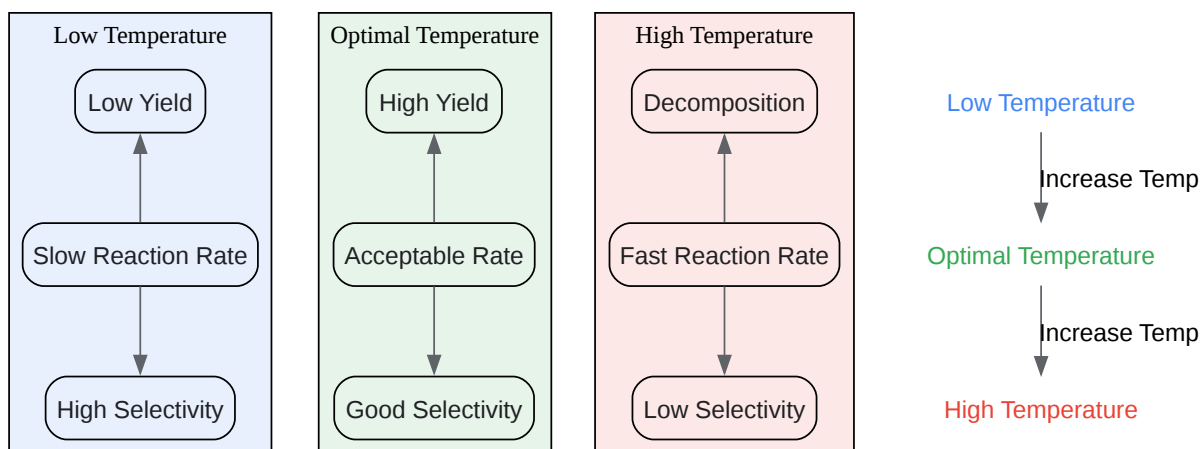 Low Temperature
Low Yield
Slow Reaction Rate
High Selectivity
Optimal Temperature
High Yield
Acceptable Rate
Good Selectivity
High Temperature
Decomposition
Fast Reaction Rate
Low Selectivity
Low Temperature
Increase Temp
Optimal Temperature
Increase Temp
High Temperature